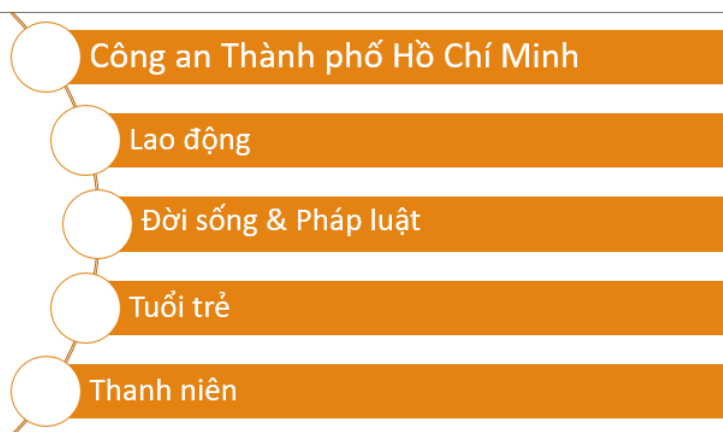 Công an Thành phố Hồ Chí Minh
Lao động
Đời sống & Pháp luật
Tuổi trẻ
Thanh niên